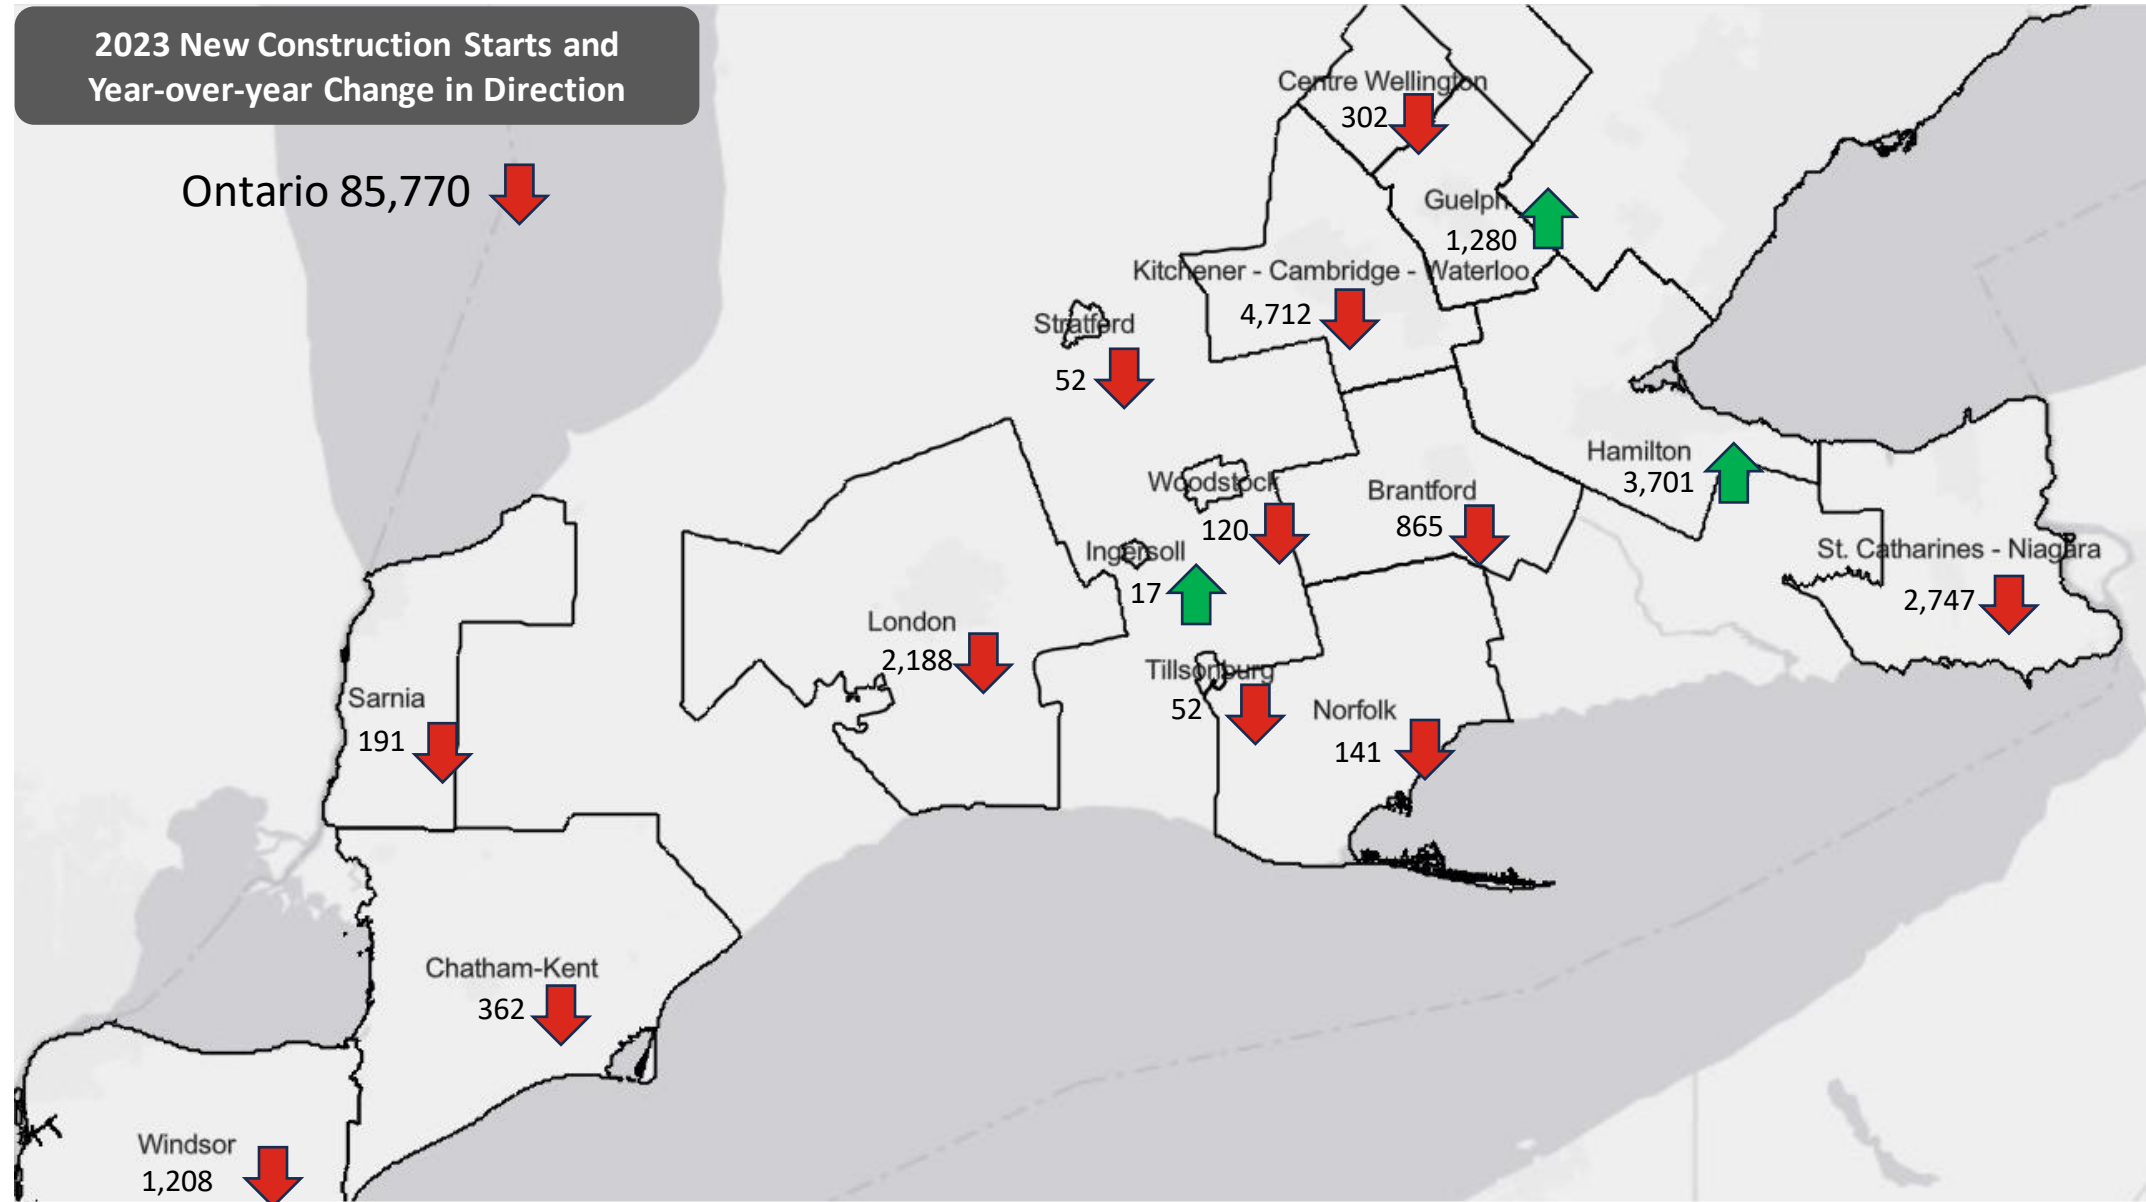 2023 New Construction Starts and
Year-over-year Change in Direction
Ontario 85,770
Centre Wellington
302
Guelph
1,280
Kitchener - Cambridge - Waterloo
4,712
Stratford
52
Hamilton
3,701
Woodstock
120
Brantford
865
Ingersoll
17
St. Catharines - Niagara
2,747
London
2,188
Tillsonburg
52
Norfolk
141
Sarnia
191
Chatham-Kent
362
Windsor
1,208